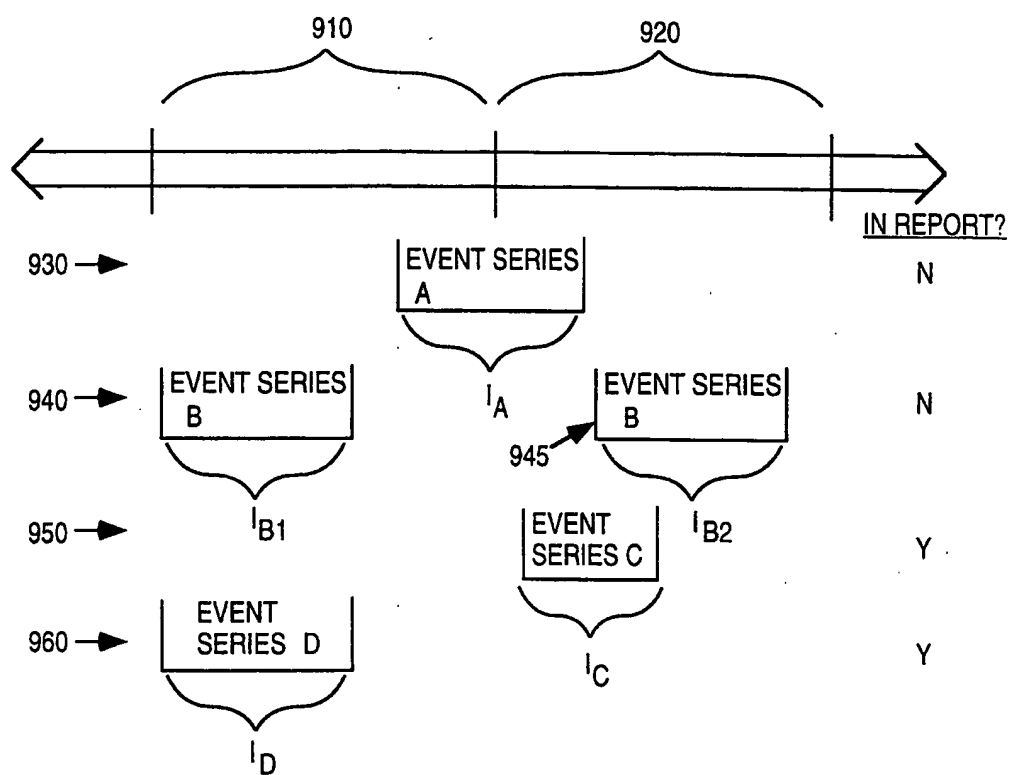 910
920
IN REPORT?
930
EVENT SERIES
A
N
I_A
940
EVENT SERIES
B
EVENT SERIES
B
N
945
I_B1
I_B2
950
EVENT
SERIES C
Y
960
EVENT
SERIES D
I_C
Y
I_D